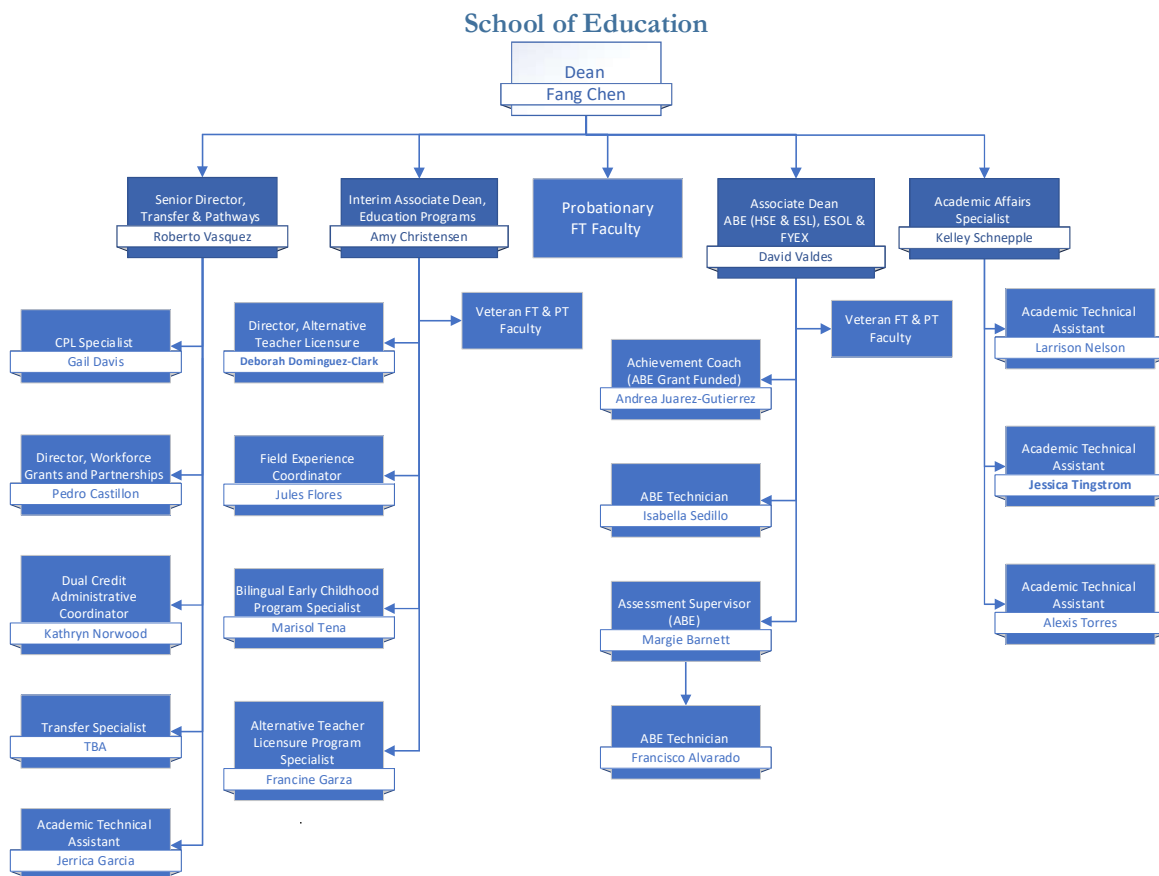 School of Education
Dean
Fang Chen
Senior Director,
Transfer & Pathways
Roberto Vasquez
Interim Associate Dean,
Education Programs
Amy Christensen
Probationary
FT Faculty
Associate Dean
ABE (HSE & ESL), ESOL &
FYEX
David Valdes
Academic Affairs
Specialist
Kelley Schnepple
CPL Specialist
Gail Davis
Director, Workforce
Grants and Partnerships
Pedro Castillon
Dual Credit
Administrative
Coordinator
Kathryn Norwood
Transfer Specialist
TBA
Academic Technical
Assistant
Jerrica Garcia
Veteran FT & PT
Faculty
Director, Alternative
Teacher Licensure
Deborah Dominguez-Clark
Field Experience
Coordinator
Jules Flores
Bilingual Early Childhood
Program Specialist
Marisol Tena
Alternative Teacher
Licensure Program
Specialist
Francine Garza
.
Veteran FT & PT
Faculty
Achievement Coach
(ABE Grant Funded)
Andrea Juarez-Gutierrez
ABE Technician
Isabella Sedillo
Assessment Supervisor
(ABE)
Margie Barnett
ABE Technician
Francisco Alvarado
Academic Technical
Assistant
Larrison Nelson
Academic Technical
Assistant
Jessica Tingstrom
Academic Technical
Assistant
Alexis Torres